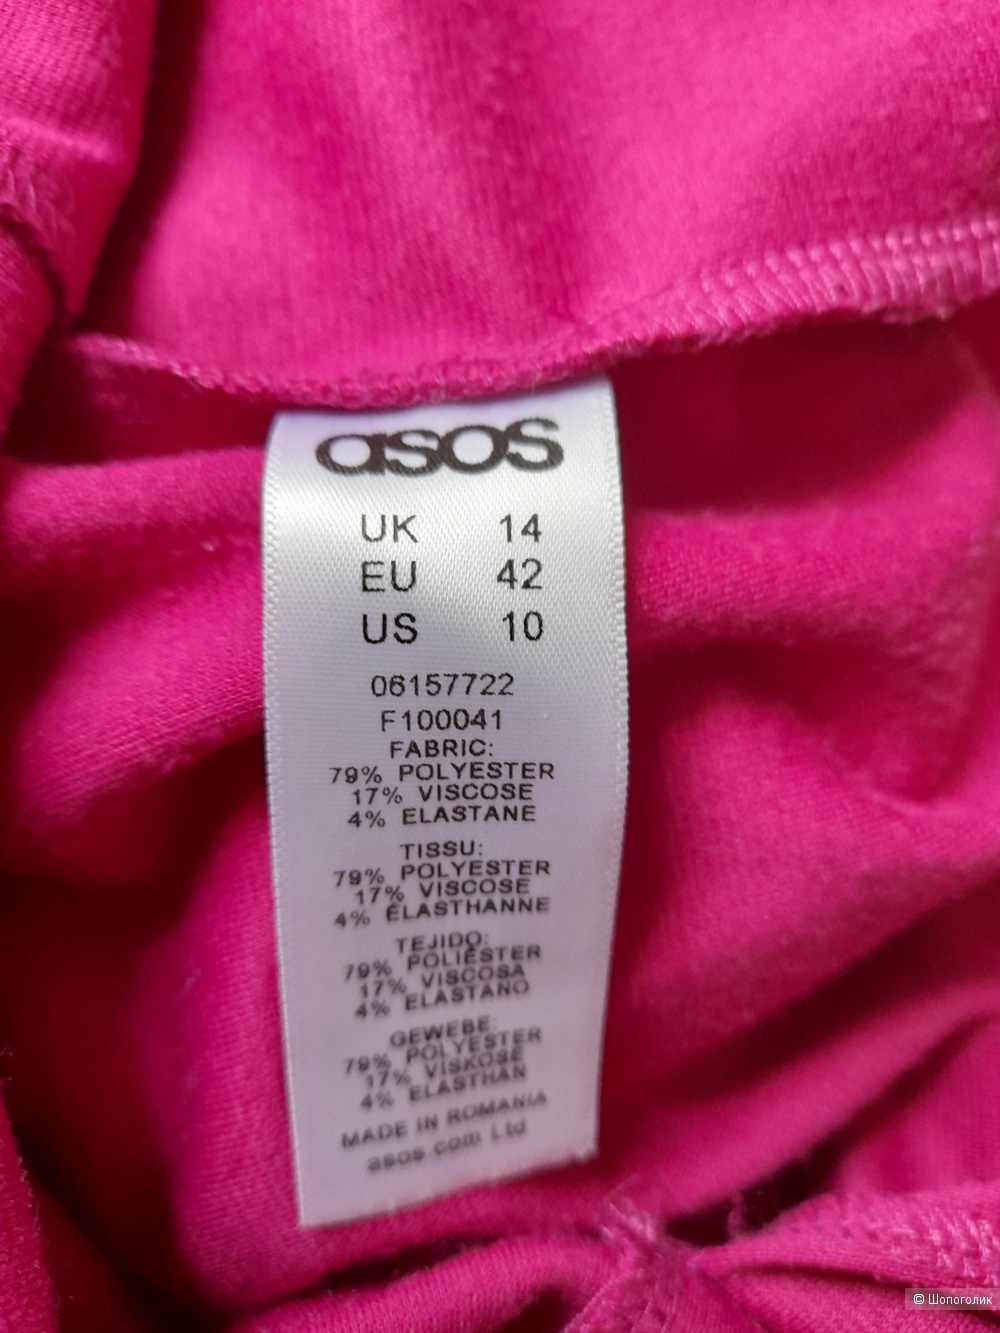 asos
UK 14
EU 42
US 10
06157722
F100041
FABRIC:
79% POLYESTER
17% VISCOSE
4% ELASTANE
TISSU:
79% POLYESTER
17% VISCOSE
4% ÉLASTHANNE
TEJIDO:
79% POLIÉSTER
17% VISCOSA
4% ELASTANO
GEWEBE:
79% POLYESTER
17% VISKOSE
4% ELASTHAN
MADE IN ROMANIA
asos.com Ltd
© Шопоголик